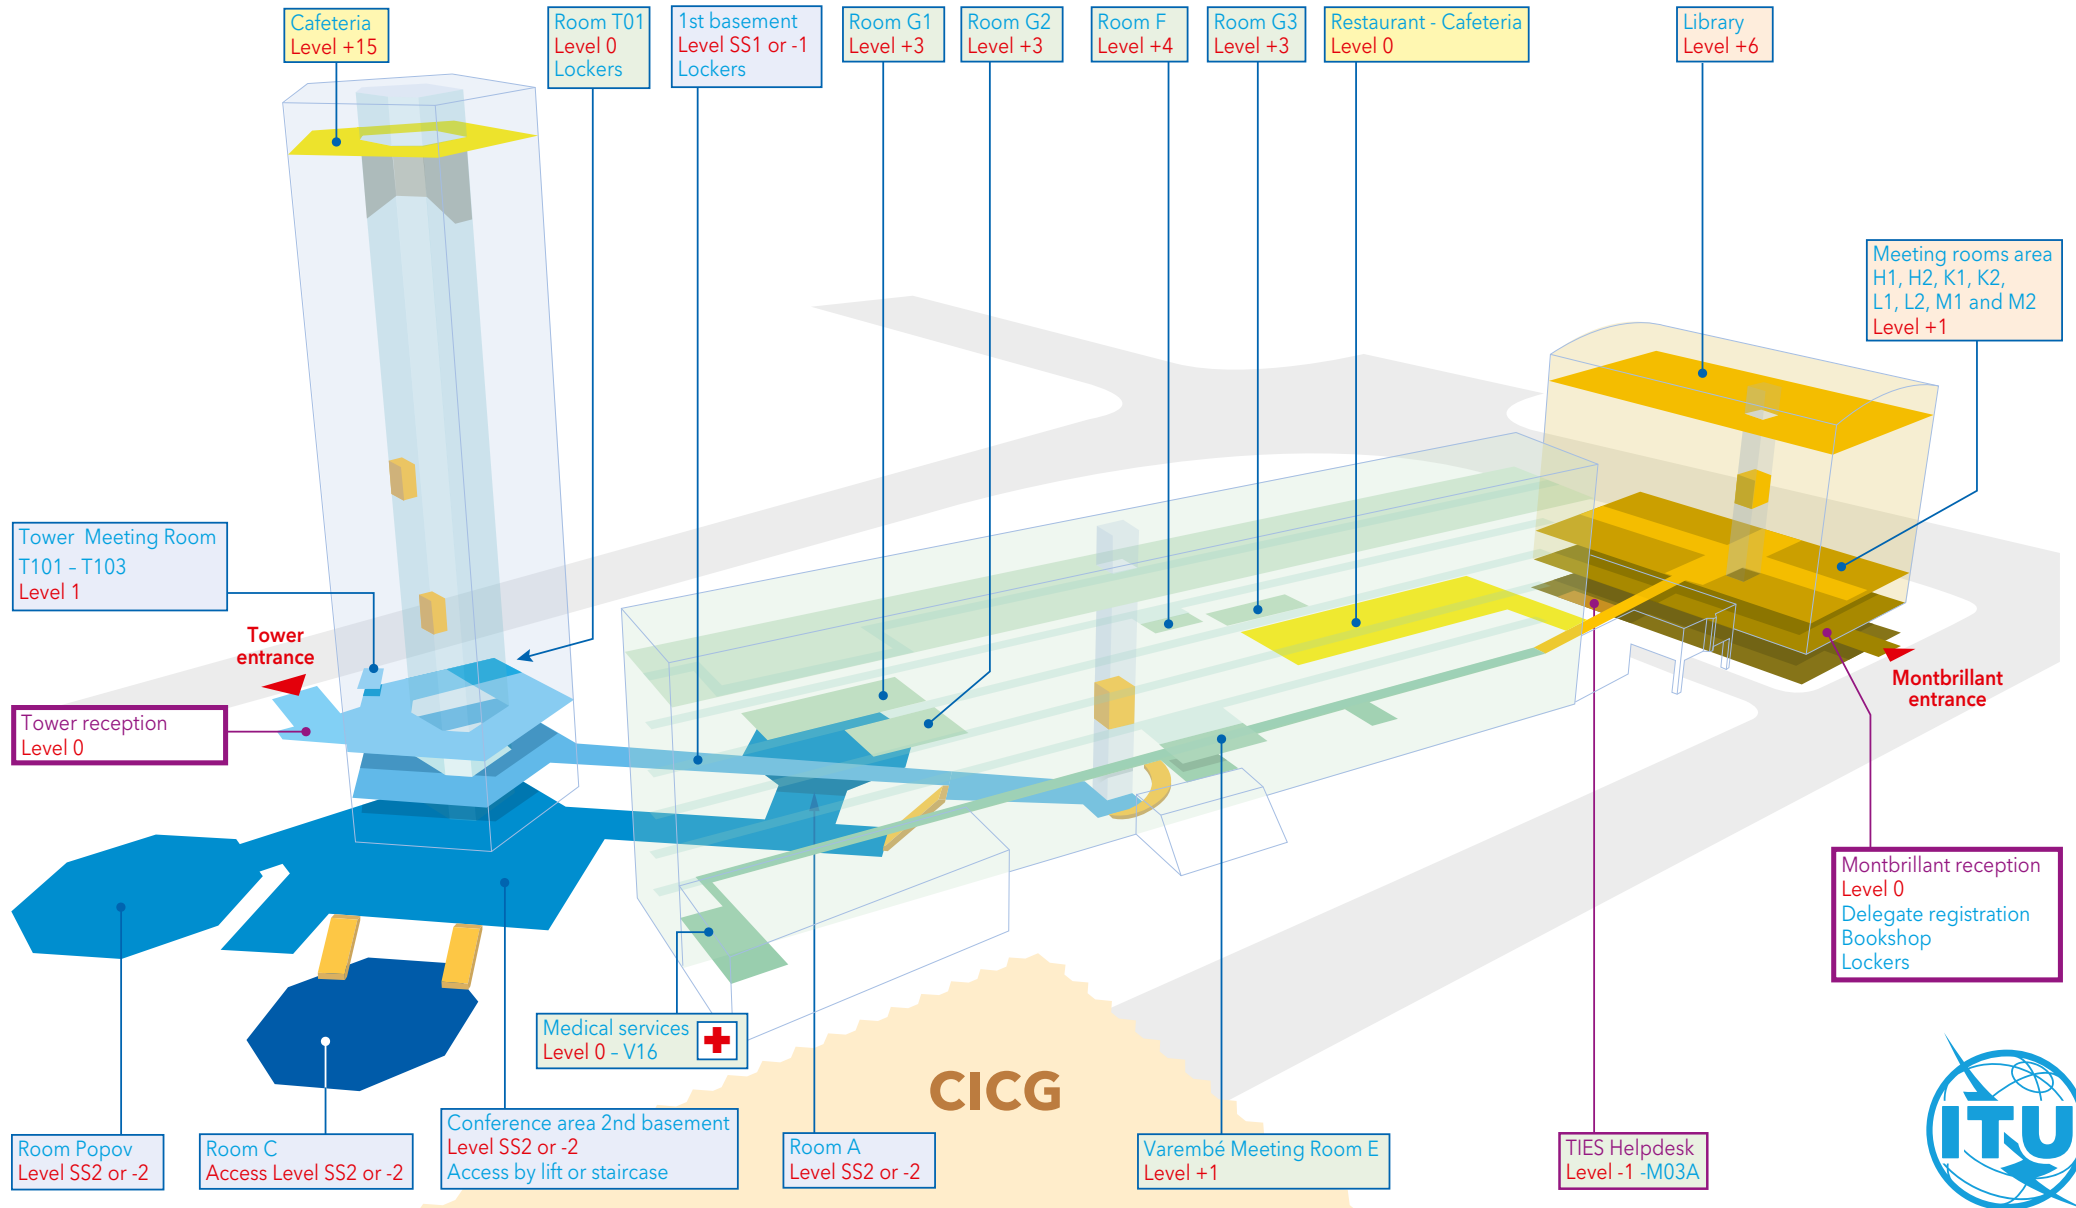 Cafeteria
Level +15
Room T01
Level 0
Lockers
1st basement
Level SS1 or -1
Lockers
Room G1
Level +3
Room G2
Level +3
Room F
Level +4
Room G3
Level +3
Restaurant - Cafeteria
Level 0
Library
Level +6
Meeting rooms area
H1, H2, K1, K2,
L1, L2, M1 and M2
Level +1
Tower Meeting Room
T101 – T103
Level 1
Tower
entrance
Tower reception
Level 0
Montbrillant
entrance
Montbrillant reception
Level 0
Delegate registration
Bookshop
Lockers
Medical services
Level 0 – V16
CICG
Room Popov
Level SS2 or -2
Room C
Access Level SS2 or -2
Conference area 2nd basement
Level SS2 or -2
Access by lift or staircase
Room A
Level SS2 or -2
Varembé Meeting Room E
Level +1
TIES Helpdesk
Level -1 -M03A
ITU